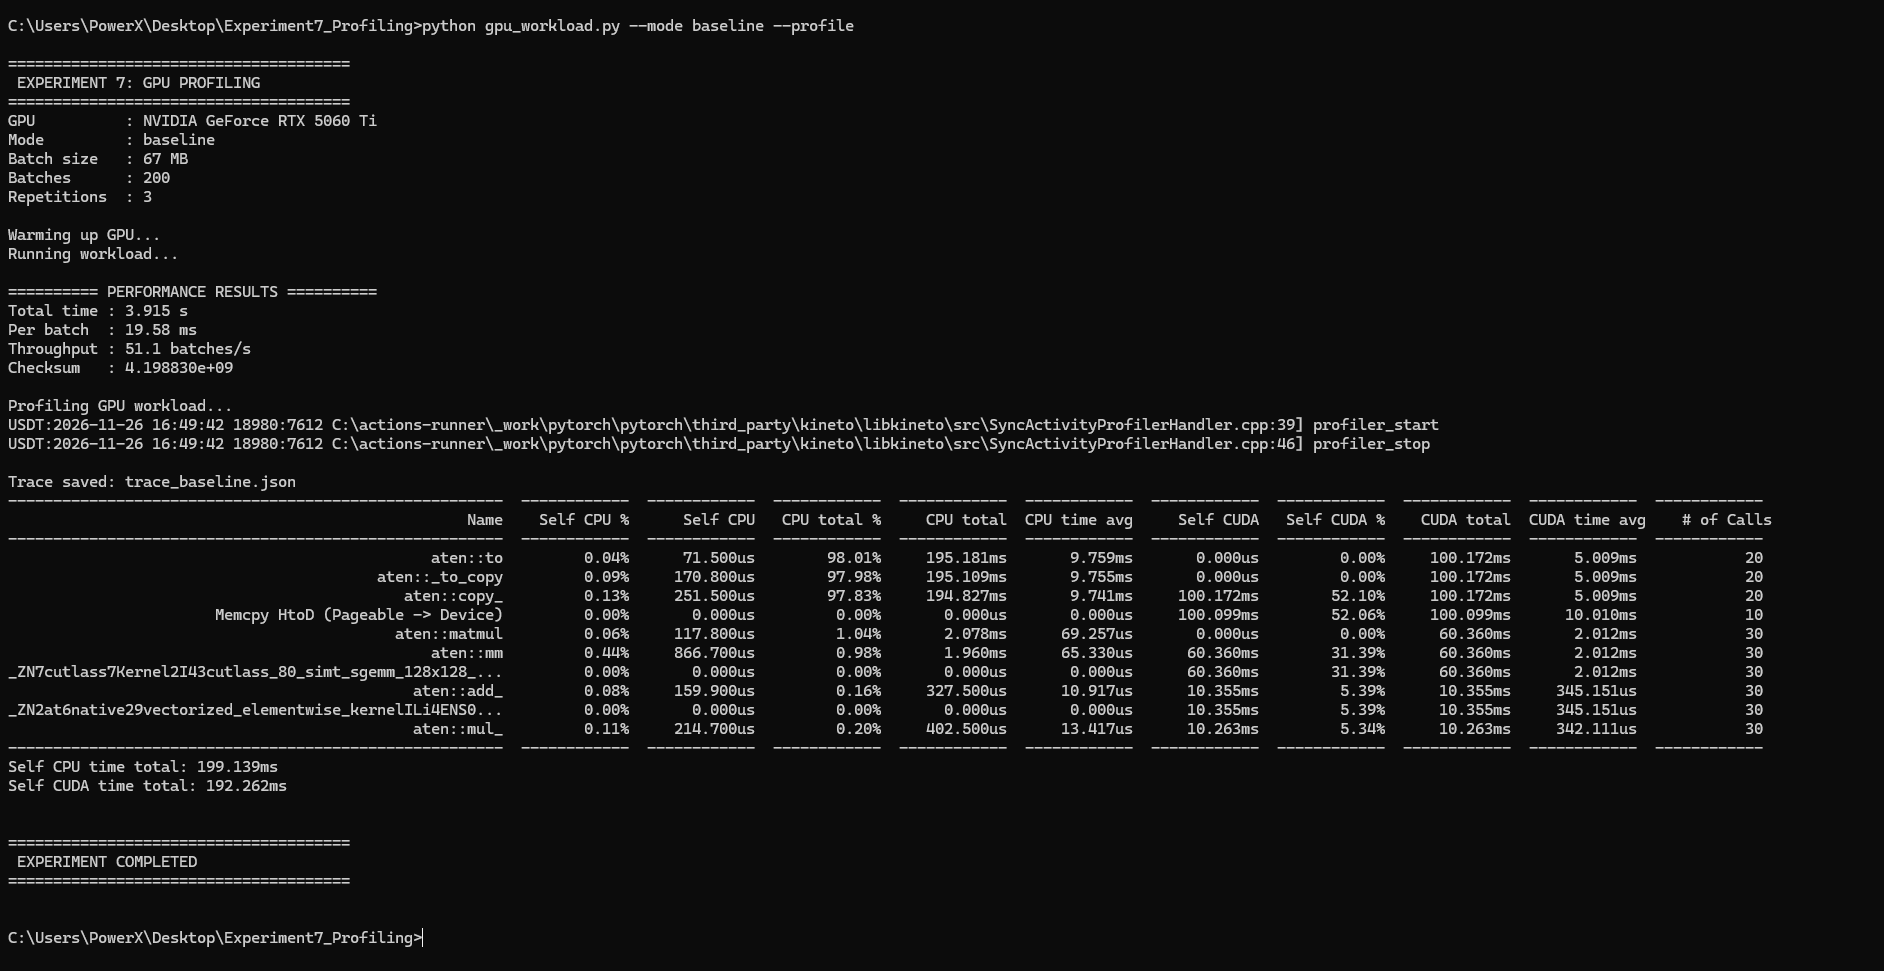 C:\Users\PowerX\Desktop\Experiment7_Profiling>python gpu_workload.py --mode baseline --profile
======================================
 EXPERIMENT 7: GPU PROFILING
======================================
GPU          : NVIDIA GeForce RTX 5060 Ti
Mode         : baseline
Batch size   : 67 MB
Batches      : 200
Repetitions  : 3
Warming up GPU...
Running workload...
========== PERFORMANCE RESULTS ==========
Total time : 3.915 s
Per batch  : 19.58 ms
Throughput : 51.1 batches/s
Checksum   : 4.198830e+09
Profiling GPU workload...
USDT:2026-11-26 16:49:42 18980:7612 C:\actions-runner\_work\pytorch\pytorch\third_party\kineto\libkineto\src\SyncActivityProfilerHandler.cpp:39] profiler_start
USDT:2026-11-26 16:49:42 18980:7612 C:\actions-runner\_work\pytorch\pytorch\third_party\kineto\libkineto\src\SyncActivityProfilerHandler.cpp:46] profiler_stop
Trace saved: trace_baseline.json
-------------------------------------------------------  ------------  ------------  ------------  ------------  ------------  ------------  ------------  ------------  ------------  ------------
Name    Self CPU %      Self CPU   CPU total %     CPU total  CPU time avg     Self CUDA   Self CUDA %    CUDA total  CUDA time avg    # of Calls
-------------------------------------------------------  ------------  ------------  ------------  ------------  ------------  ------------  ------------  ------------  ------------  ------------
aten::to         0.04%      71.500us        98.01%     195.181ms       9.759ms       0.000us         0.00%     100.172ms       5.009ms            20
aten::_to_copy         0.09%     170.800us        97.98%     195.109ms       9.755ms       0.000us         0.00%     100.172ms       5.009ms            20
aten::copy_         0.13%     251.500us        97.83%     194.827ms       9.741ms     100.172ms        52.10%     100.172ms       5.009ms            20
Memcpy HtoD (Pageable -> Device)         0.00%       0.000us         0.00%       0.000us       0.000us     100.099ms        52.06%     100.099ms      10.010ms            10
aten::matmul         0.06%     117.800us         1.04%       2.078ms      69.257us       0.000us         0.00%      60.360ms       2.012ms            30
aten::mm         0.44%     866.700us         0.98%       1.960ms      65.330us      60.360ms        31.39%      60.360ms       2.012ms            30
_ZN7cutlass7Kernel2I43cutlass_80_simt_sgemm_128x128_...         0.00%       0.000us         0.00%       0.000us       0.000us      60.360ms        31.39%      60.360ms       2.012ms            30
aten::add_         0.08%     159.900us         0.16%     327.500us      10.917us      10.355ms         5.39%      10.355ms     345.151us            30
_ZN2at6native29vectorized_elementwise_kernelILi4ENS0...         0.00%       0.000us         0.00%       0.000us       0.000us      10.355ms         5.39%      10.355ms     345.151us            30
aten::mul_         0.11%     214.700us         0.20%     402.500us      13.417us      10.263ms         5.34%      10.263ms     342.111us            30
-------------------------------------------------------  ------------  ------------  ------------  ------------  ------------  ------------  ------------  ------------  ------------  ------------
Self CPU time total: 199.139ms
Self CUDA time total: 192.262ms
======================================
 EXPERIMENT COMPLETED
======================================
C:\Users\PowerX\Desktop\Experiment7_Profiling>